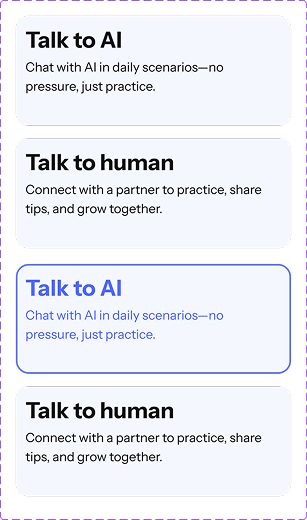 Talk to AI
Chat with AI in daily scenarios—no
pressure, just practice.
Talk to human
Connect with a partner to practice, share
tips, and grow together.
Talk to AI
Chat with AI in daily scenarios—no
pressure, just practice.
Talk to human
Connect with a partner to practice, share
tips, and grow together.